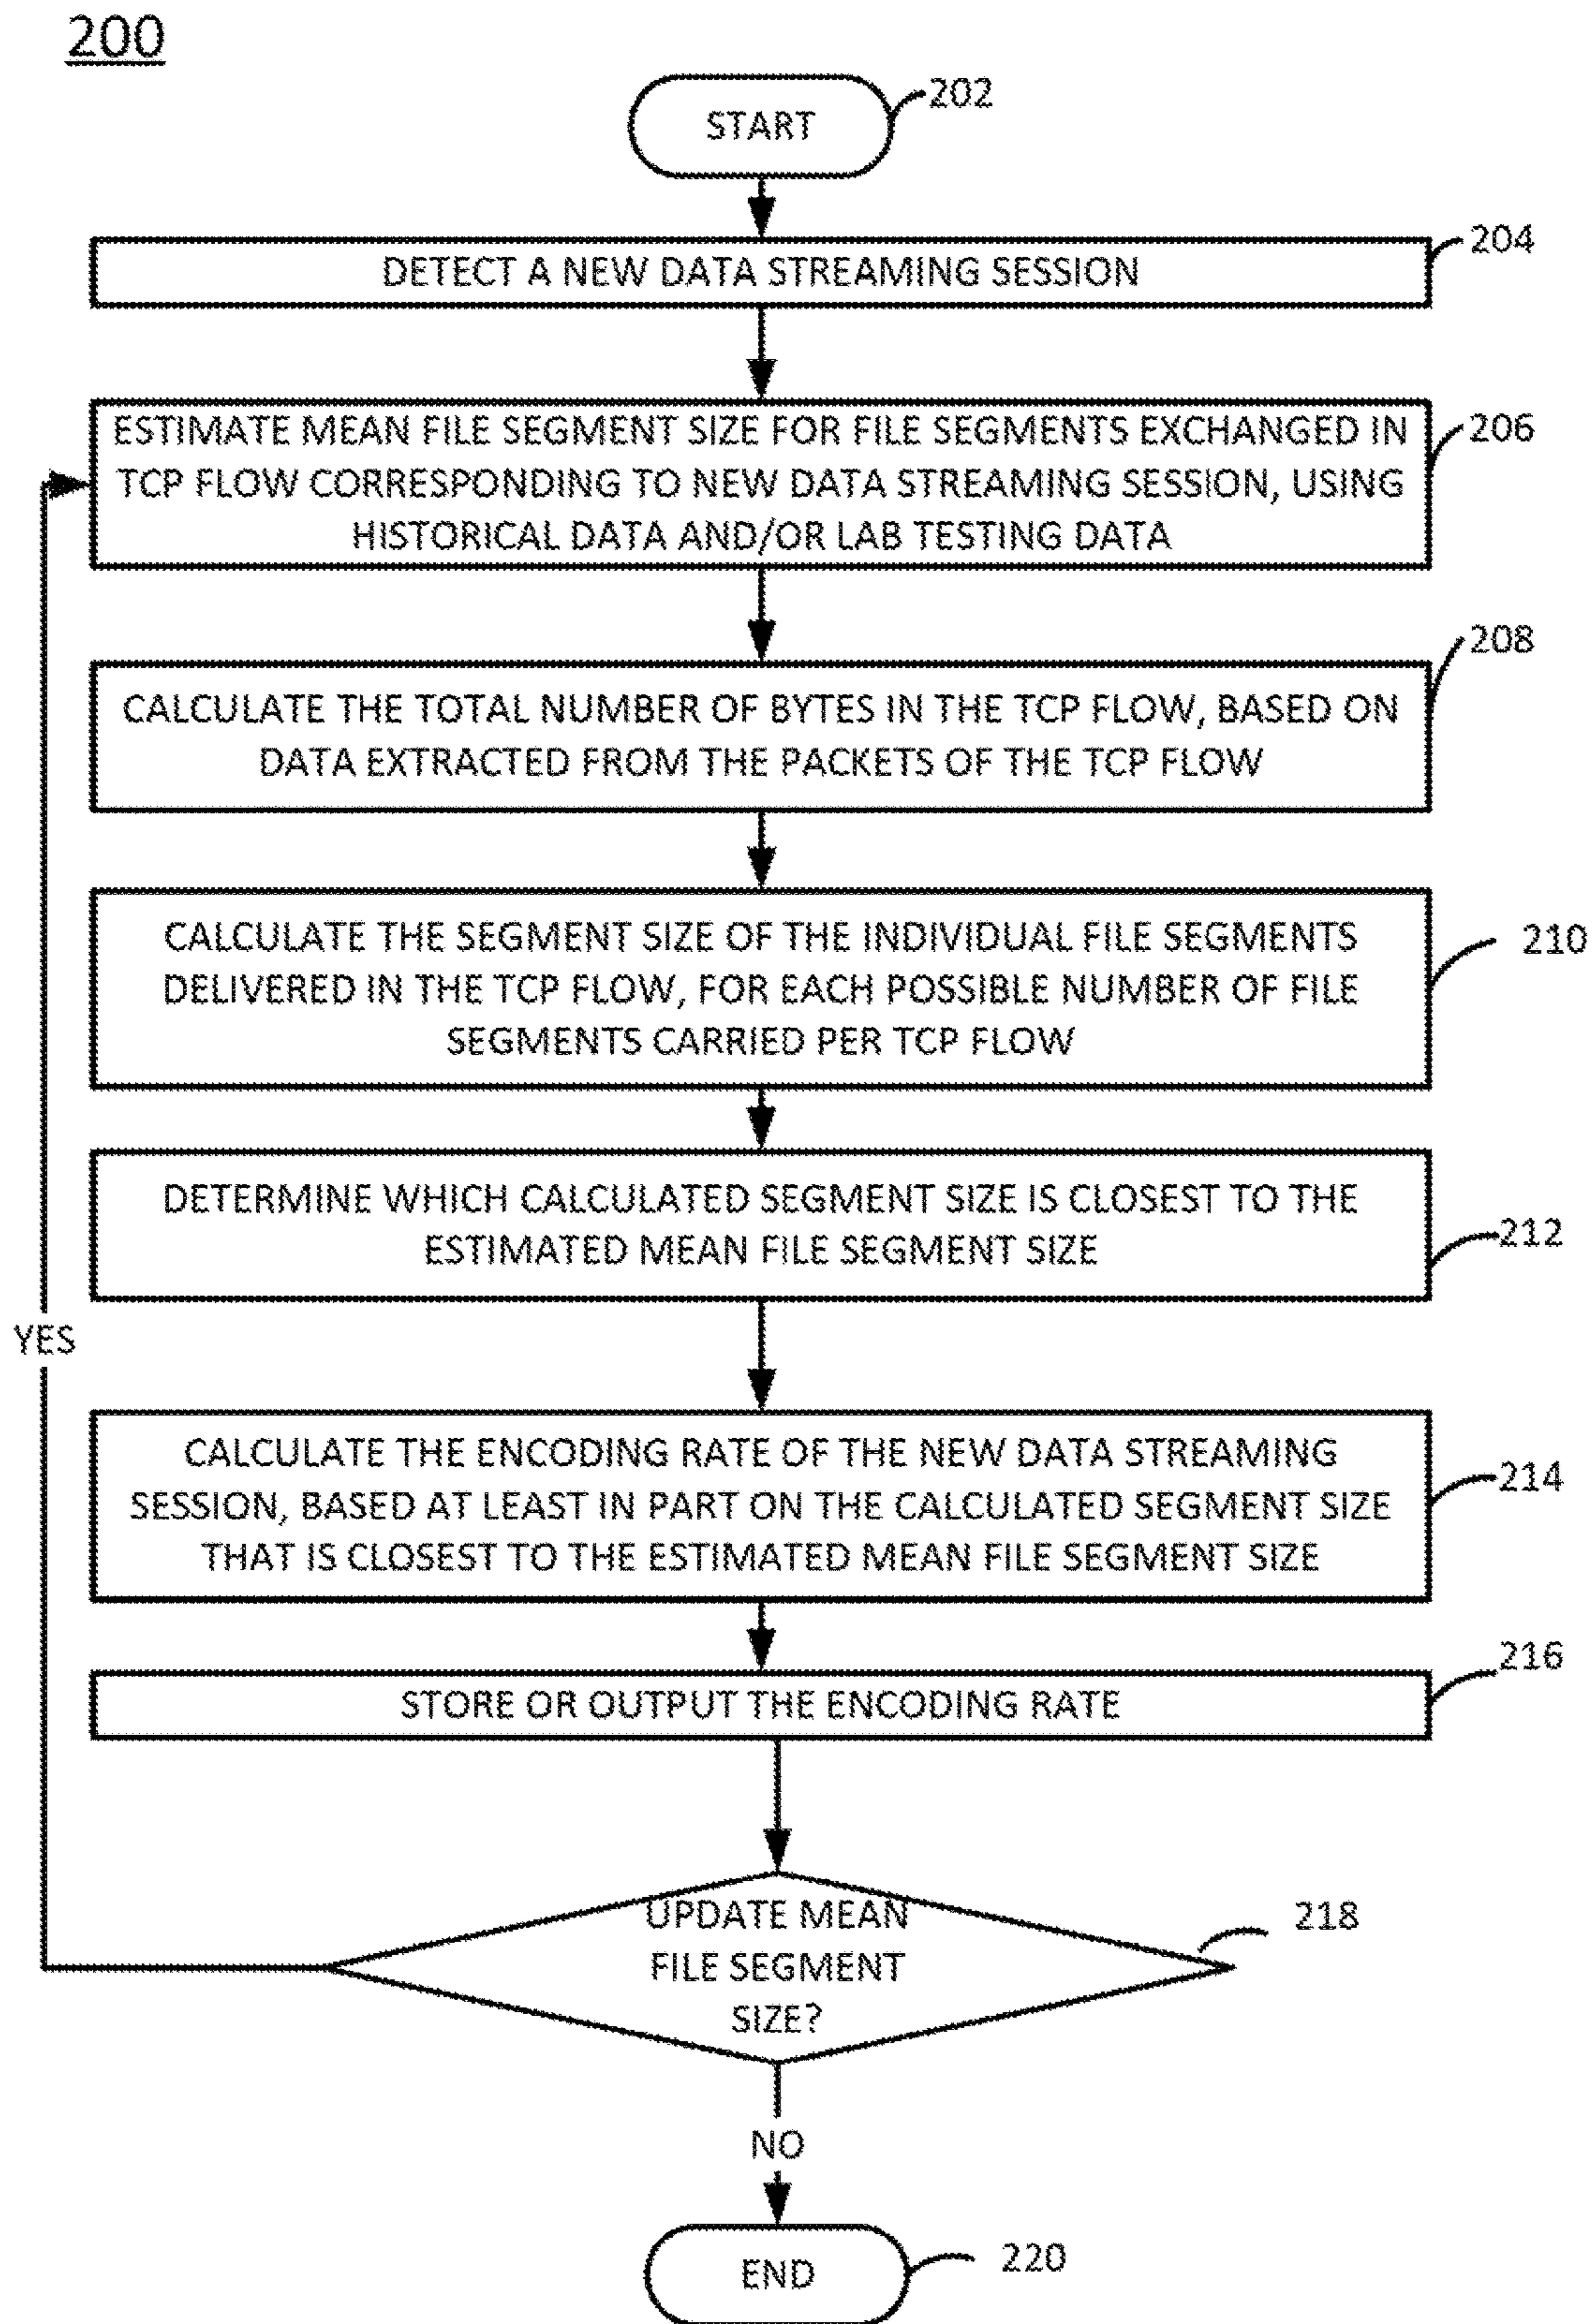 200
START
202
DETECT A NEW DATA STREAMING SESSION
204
ESTIMATE MEAN FILE SEGMENT SIZE FOR FILE SEGMENTS EXCHANGED IN
TCP FLOW CORRESPONDING TO NEW DATA STREAMING SESSION, USING
HISTORICAL DATA AND/OR LAB TESTING DATA
206
CALCULATE THE TOTAL NUMBER OF BYTES IN THE TCP FLOW, BASED ON
DATA EXTRACTED FROM THE PACKETS OF THE TCP FLOW
208
CALCULATE THE SEGMENT SIZE OF THE INDIVIDUAL FILE SEGMENTS
DELIVERED IN THE TCP FLOW, FOR EACH POSSIBLE NUMBER OF FILE
SEGMENTS CARRIED PER TCP FLOW
210
DETERMINE WHICH CALCULATED SEGMENT SIZE IS CLOSEST TO THE
ESTIMATED MEAN FILE SEGMENT SIZE
212
YES
CALCULATE THE ENCODING RATE OF THE NEW DATA STREAMING
SESSION, BASED AT LEAST IN PART ON THE CALCULATED SEGMENT SIZE
THAT IS CLOSEST TO THE ESTIMATED MEAN FILE SEGMENT SIZE
214
STORE OR OUTPUT THE ENCODING RATE
216
UPDATE MEAN
FILE SEGMENT
SIZE?
218
NO
END
220